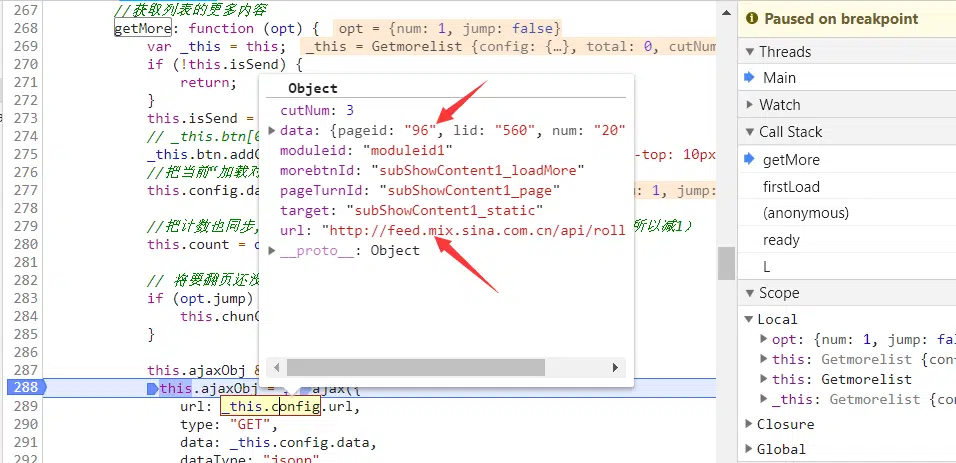 267 //获取列表的更多内容
268 getMore: function (opt) { opt = {num: 1, jump: false}
269 var _this = this; _this = Getmorelist {config: {…}, total: 0, cutNum
270 if (!this.isSend) {
271 return;
272 }
273 this.isSend =
274 // _this.btn[
275 _this.btn.add -top: 10px
276 //把当前“加载
277 this.config.da 1, jump:
278
279 //把计数也同步, 所以减1)
280 this.count =
281
282 // 将要翻页还没
283 if (opt.jump)
284 this.chun
285 }
286
287 this.ajaxObj &
288 this.ajaxObj = ajax({
289 url: _this.config.url,
290 type: "GET",
291 data: _this.config.data,
292 dataType: "jsonp"
Object
cutNum: 3
data: {pageid: "96", lid: "560", num: "20"
moduleid: "moduleid1"
morebtnId: "subShowContent1_loadMore"
pageTurnId: "subShowContent1_page"
target: "subShowContent1_static"
url: "http://feed.mix.sina.com.cn/api/roll
__proto__: Object
Paused on breakpoint
Threads
Main
Watch
Call Stack
getMore
firstLoad
(anonymous)
ready
L
Scope
Local
opt: {num: 1, jump: fal
this: Getmorelist {conf
this: Getmorelist
_this: Getmorelist {co
Closure
Global